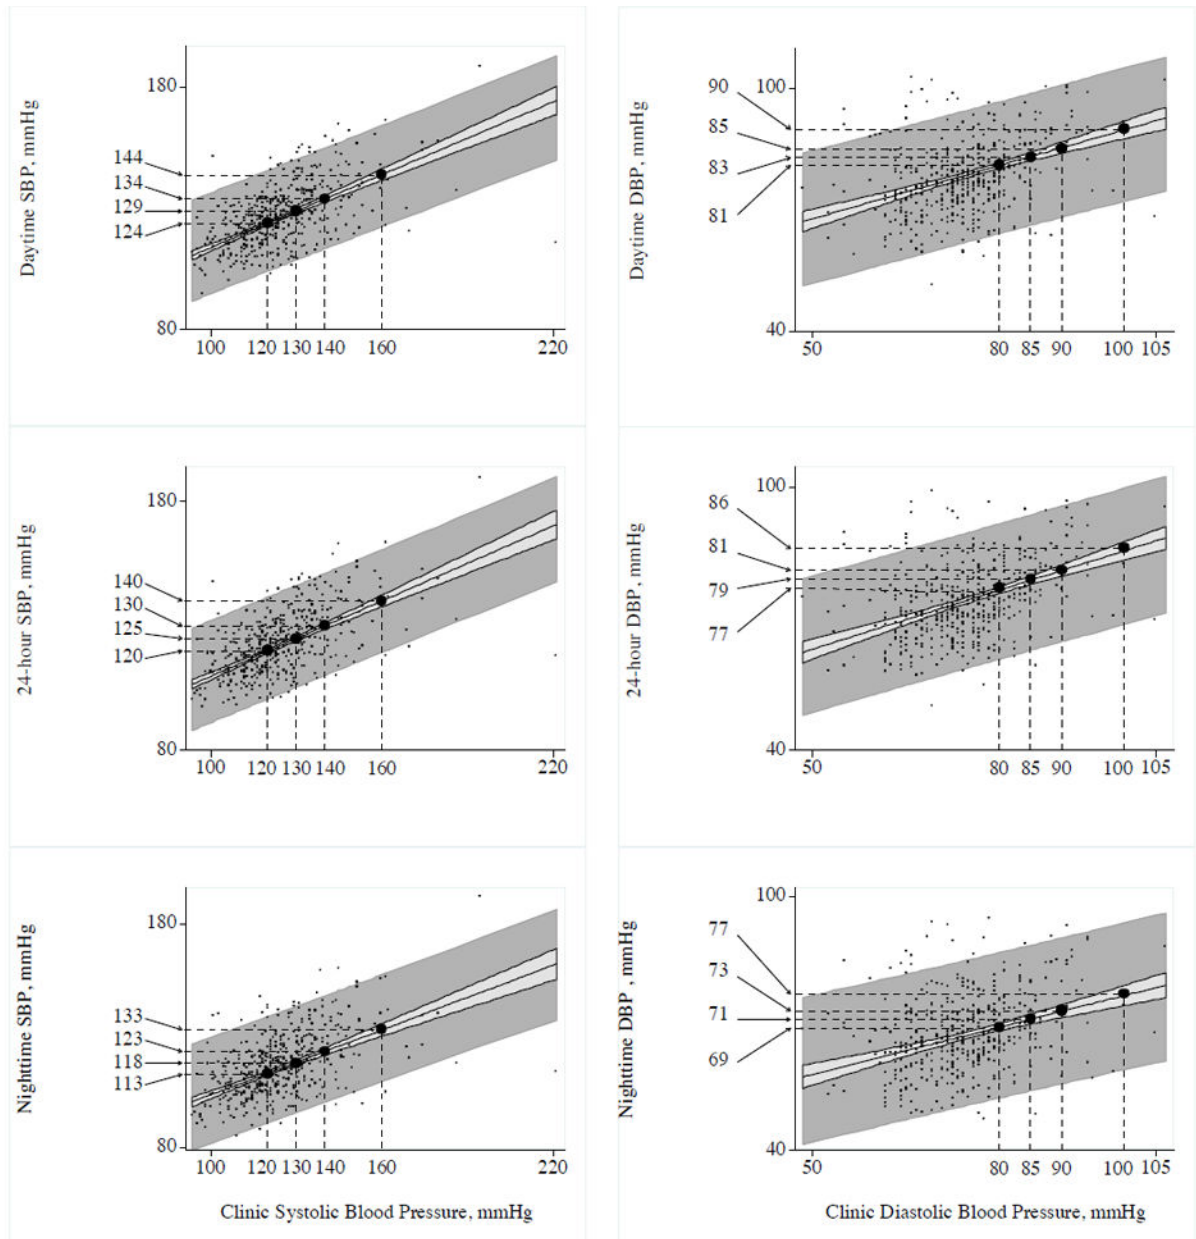 Daytime SBP, mmHg
180
144
134
129
124
80
100 120 130 140 160 220
Daytime DBP, mmHg
100
90
85
83
81
40
50 80 85 90 100 105
24-hour SBP, mmHg
180
140
130
125
120
80
100 120 130 140 160 220
24-hour DBP, mmHg
100
86
81
79
77
40
50 80 85 90 100 105
Nighttime SBP, mmHg
180
133
123
118
113
80
100 120 130 140 160 220
Clinic Systolic Blood Pressure, mmHg
Nighttime DBP , mmHg
100
77
73
71
69
40
50 80 85 90 100 105
Clinic Diastolic Blood Pressure, mmHg